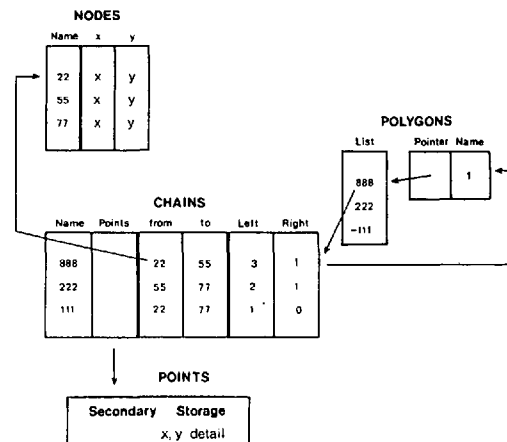 NODES
Name x y
22 x y
55 x y
77 x y
POLYGONS
List Pointer Name
888 1
222
-111
CHAINS
Name Points from to Left Right
888 22 55 3 1
222 55 77 2 1
111 22 77 1 0
POINTS
Secondary Storage
x, y detail